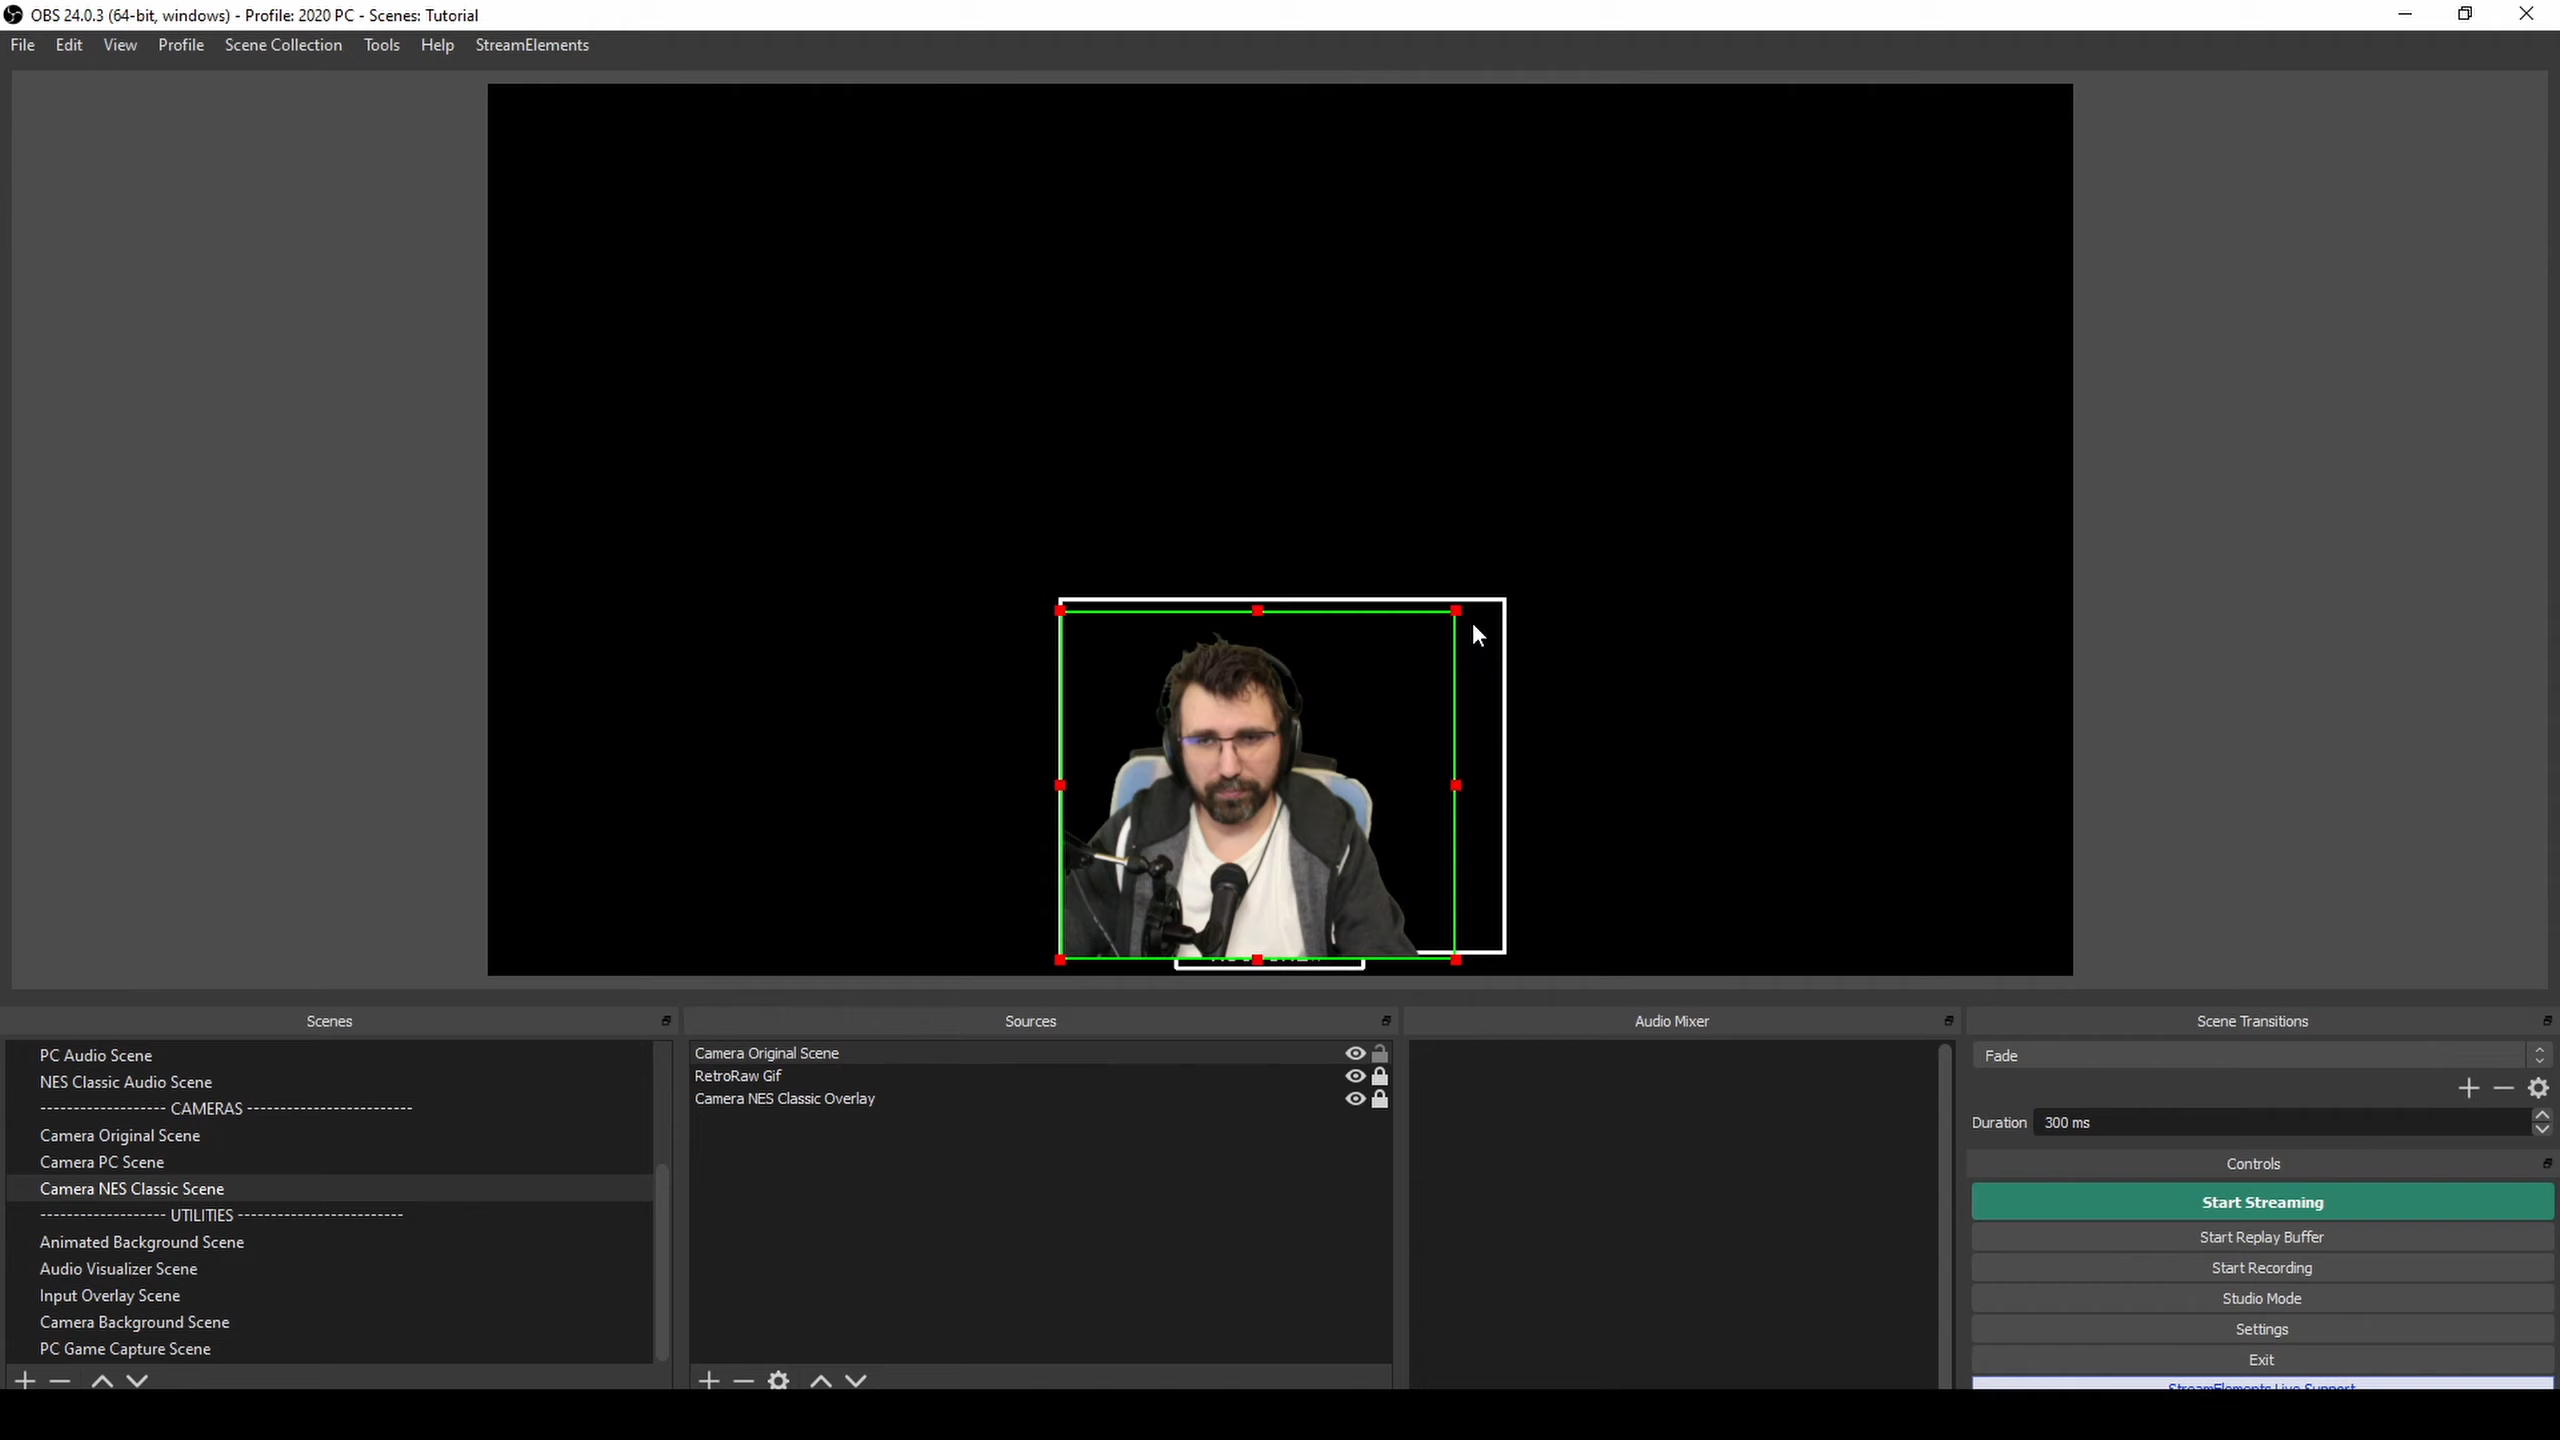 OBS 24.0.3 (64-bit, windows) - Profile: 2020 PC - Scenes: Tutorial
File Edit View Profile Scene Collection Tools Help StreamElements
Scenes
Sources
Audio Mixer
Scene Transitions
PC Audio Scene
NES Classic Audio Scene
------------------- CAMERAS -------------------------
Camera Original Scene
Camera PC Scene
Camera NES Classic Scene
------------------- UTILITIES -------------------------
Animated Background Scene
Audio Visualizer Scene
Input Overlay Scene
Camera Background Scene
PC Game Capture Scene
Camera Original Scene
RetroRaw Gif
Camera NES Classic Overlay
Fade
Duration 300 ms
Controls
Start Streaming
Start Replay Buffer
Start Recording
Studio Mode
Settings
Exit
StreamElements Live Support